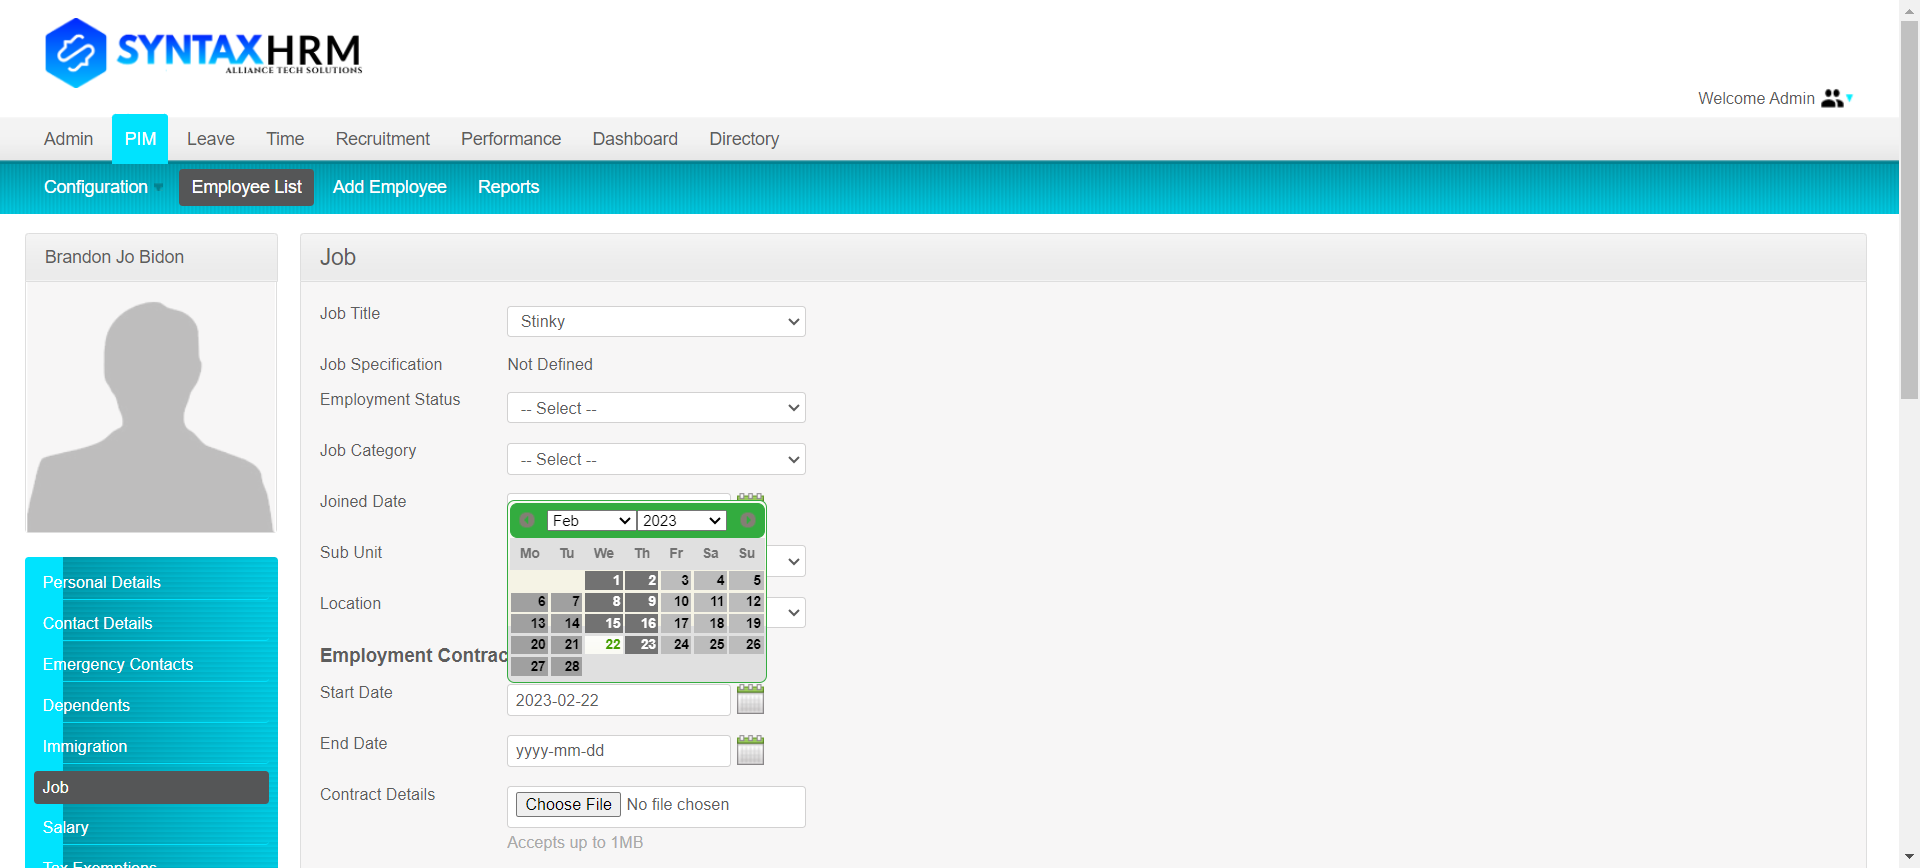 SYNTAXHRM
ALLIANCE TECH SOLUTIONS
Welcome Admin
Admin PIM Leave Time Recruitment Performance Dashboard Directory
Configuration Employee List Add Employee Reports
Brandon Jo Bidon
Personal Details
Contact Details
Emergency Contacts
Dependents
Immigration
Job
Salary
Tax Exemptions
Job
Job Title Stinky
Job Specification Not Defined
Employment Status -- Select --
Job Category -- Select --
Joined Date
Feb 2023
Mo Tu We Th Fr Sa Su
1 2 3 4 5
6 7 8 9 10 11 12
13 14 15 16 17 18 19
20 21 22 23 24 25 26
27 28
Sub Unit
Location
Employment Contrac
Start Date 2023-02-22
End Date yyyy-mm-dd
Contract Details Choose File No file chosen
Accepts up to 1MB